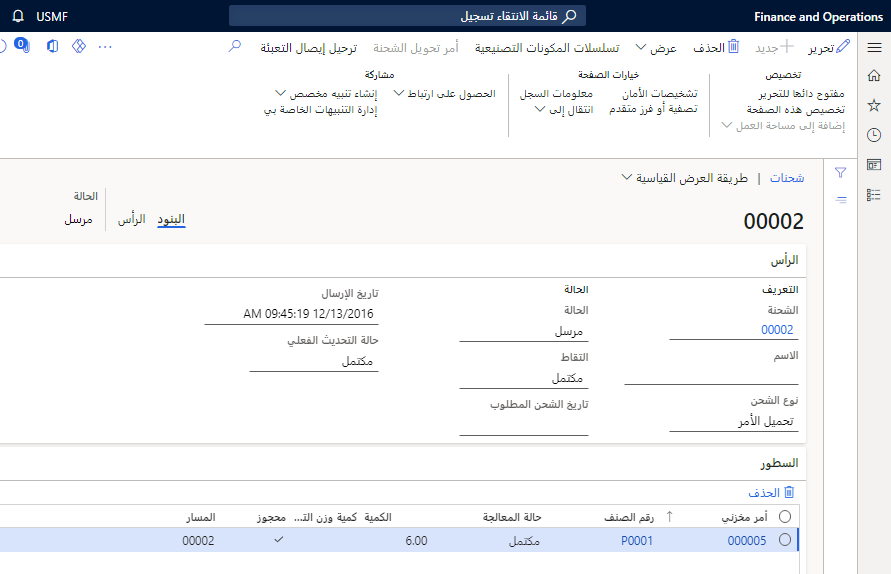 Finance and Operations
قائمة الانتقاء تسجيل
USMF
تحرير
جديد
الحذف
عرض
تسلسلات المكونات التصنيعية
أمر تحويل الشحنة
ترحيل إيصال التعبئة
0
تخصيص
مفتوح دائمًا للتحرير
تخصيص هذه الصفحة
إضافة إلى مساحة العمل
خيارات الصفحة
تشخيصات الأمان
معلومات السجل
تصفية أو فرز متقدم
انتقال إلى
مشاركة
الحصول على ارتباط
إنشاء تنبيه مخصص
إدارة التنبيهات الخاصة بي
شحنات | طريقة العرض القياسية
00002
البنود
الرأس
الحالة
مرسل
الرأس
التعريف
الشحنة
00002
الاسم
نوع الشحن
تحميل الأمر
الحالة
الحالة
مرسل
التقاط
مكتمل
تاريخ الشحن المطلوب
تاريخ الإرسال
12/13/2016 09:45:19 AM
حالة التحديث الفعلي
مكتمل
السطور
الحذف
أمر مخزني ↑ رقم الصنف حالة المعالجة الكمية كمية وزن الت... محجوز المسار
000005 P0001 مكتمل 6.00 ✓ 00002